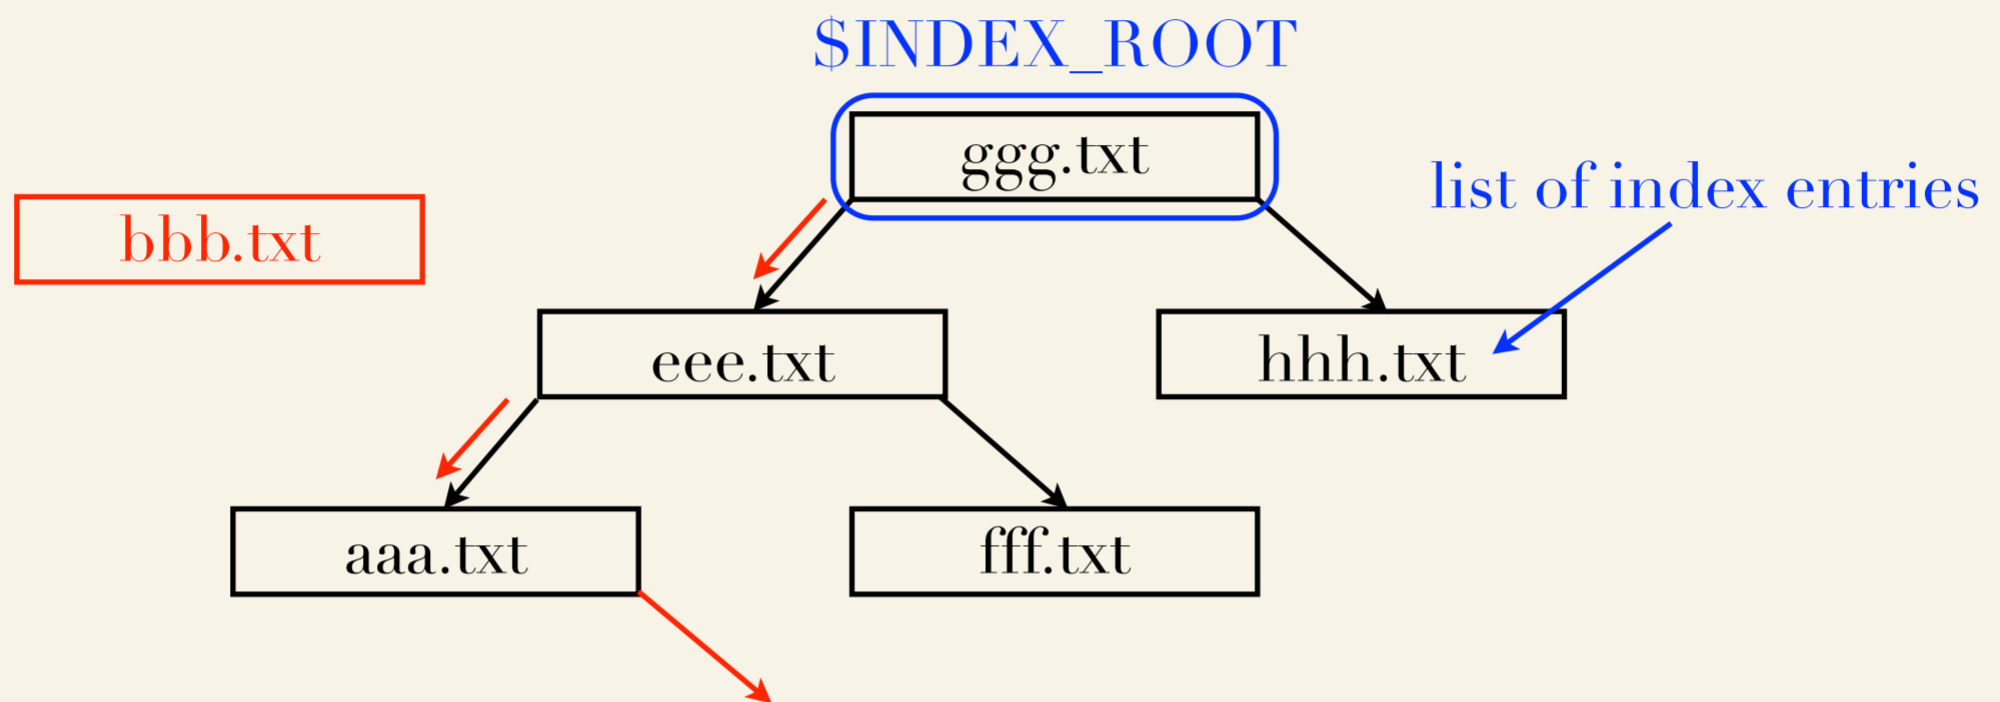 $INDEX_ROOT
ggg.txt
list of index entries
bbb.txt
eee.txt
hhh.txt
aaa.txt
fff.txt